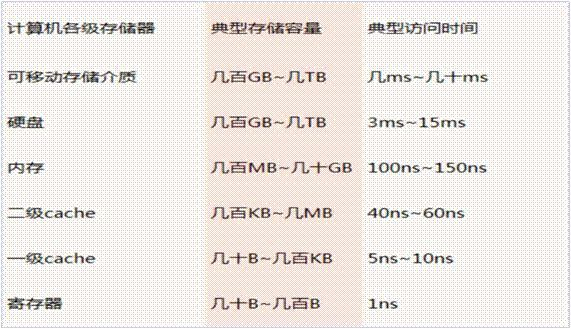 计算机各级存储器 典型存储容量 典型访问时间
可移动存储介质 几百GB~几TB 几ms~几十ms
硬盘 几百GB~几TB 3ms~15ms
内存 几百MB~几十GB 100ns~150ns
二级cache 几百KB~几MB 40ns~60ns
一级cache 几十B~几百KB 5ns~10ns
寄存器 几十B~几百B 1ns